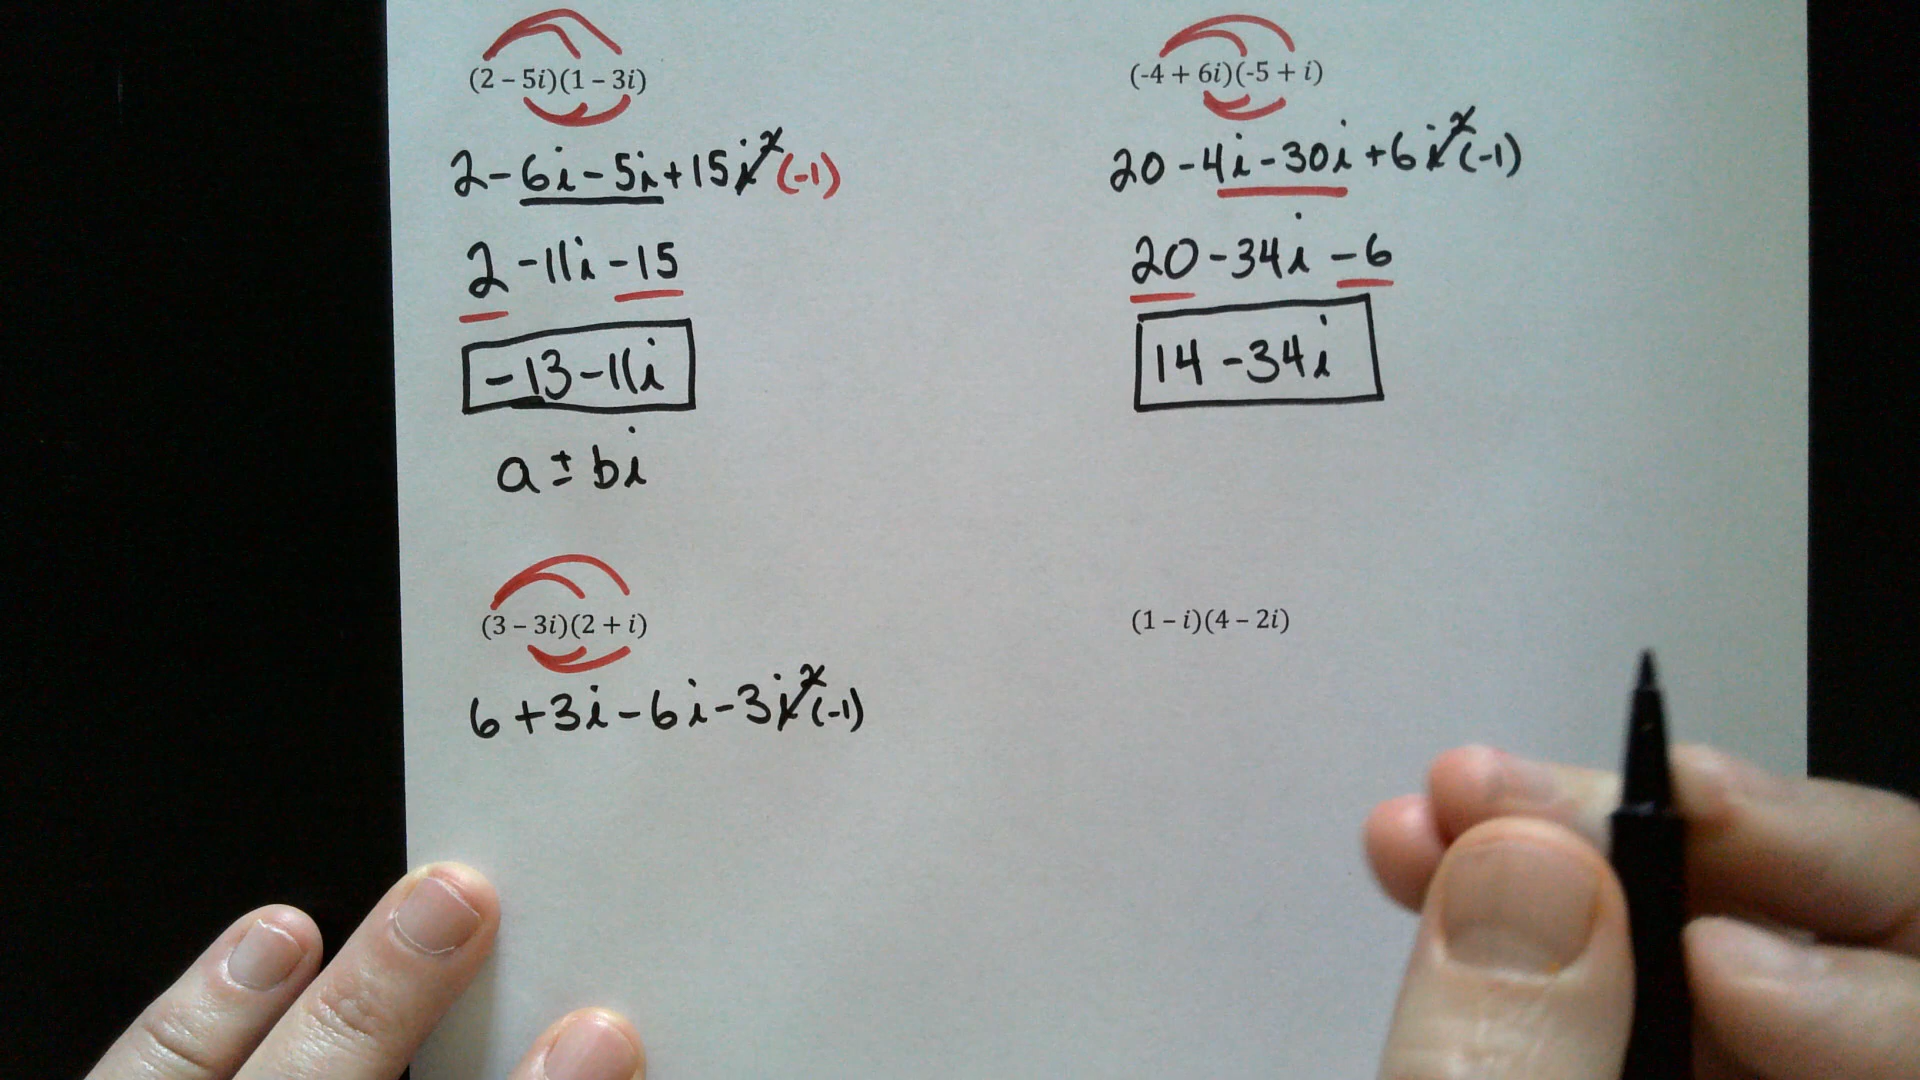 (2 – 5i)(1 – 3i)
2 - 6i - 5i + 15i² (-1)
2 - 11i - 15
-13 - 11i
a ± bi
(-4 + 6i)(-5 + i)
20 - 4i - 30i + 6i² (-1)
20 - 34i - 6
14 - 34i
(3 – 3i)(2 + i)
6 + 3i - 6i - 3i² (-1)
(1 – i)(4 – 2i)